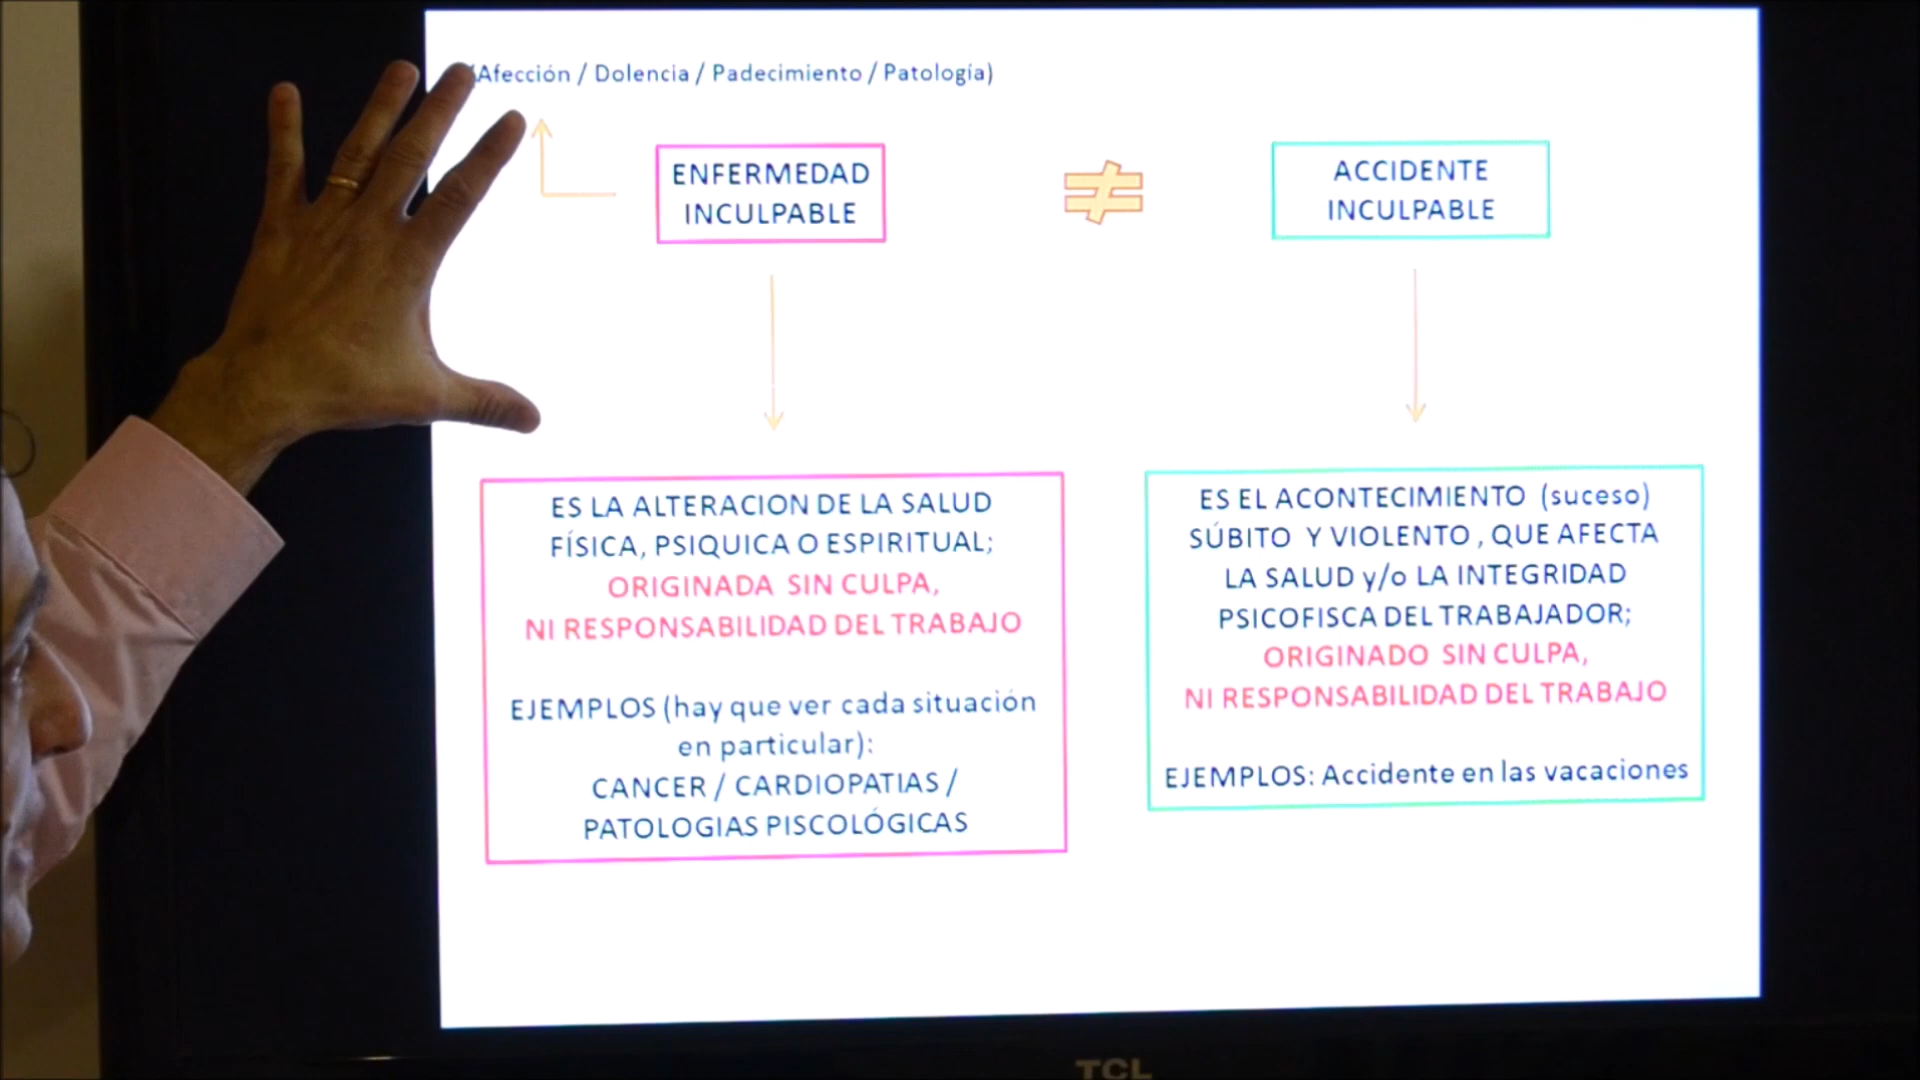 (Afección / Dolencia / Padecimiento / Patología)
ENFERMEDAD
INCULPABLE
≠
ACCIDENTE
INCULPABLE
ES LA ALTERACION DE LA SALUD
FÍSICA, PSIQUICA O ESPIRITUAL;
ORIGINADA SIN CULPA,
NI RESPONSABILIDAD DEL TRABAJO
EJEMPLOS (hay que ver cada situación
en particular):
CANCER / CARDIOPATIAS /
PATOLOGIAS PISCOLÓGICAS
ES EL ACONTECIMIENTO (suceso)
SÚBITO Y VIOLENTO , QUE AFECTA
LA SALUD y/o LA INTEGRIDAD
PSICOFISCA DEL TRABAJADOR;
ORIGINADO SIN CULPA,
NI RESPONSABILIDAD DEL TRABAJO
EJEMPLOS: Accidente en las vacaciones
TCL